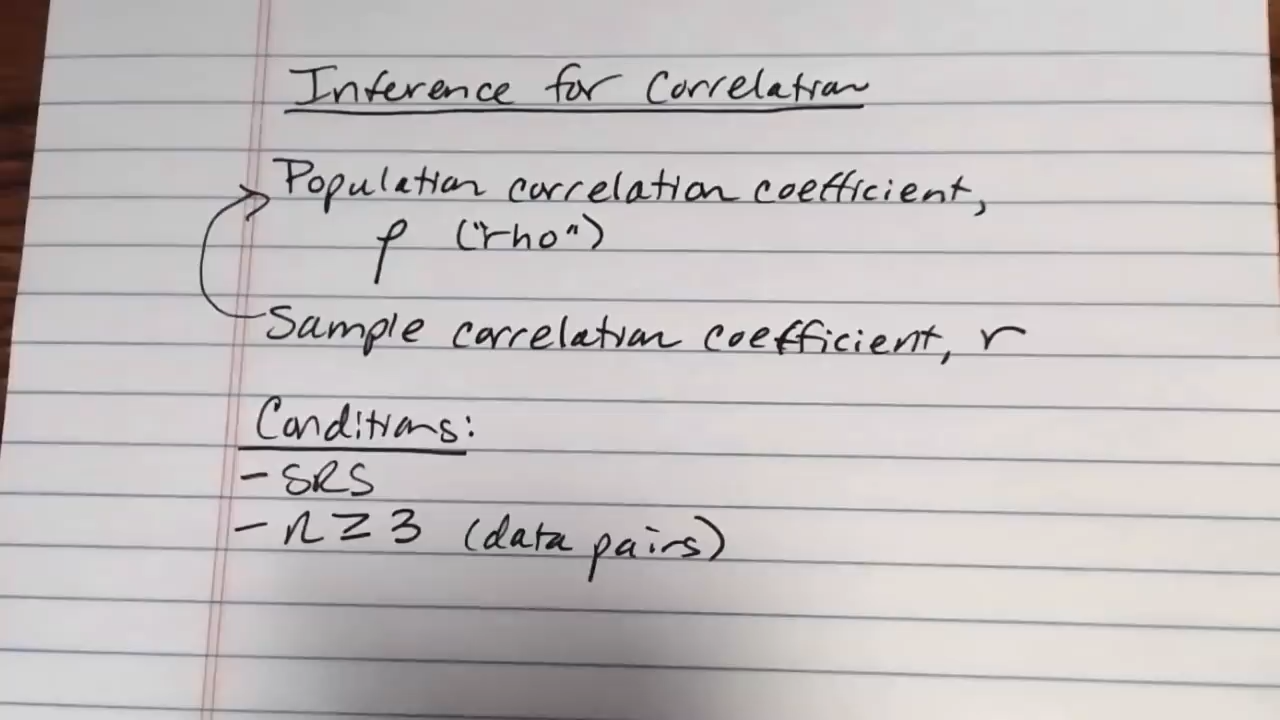 Inference for Correlation
Population correlation coefficient,
ρ ("rho")
Sample correlation coefficient, r
Conditions:
- SRS
- n ≥ 3 (data pairs)